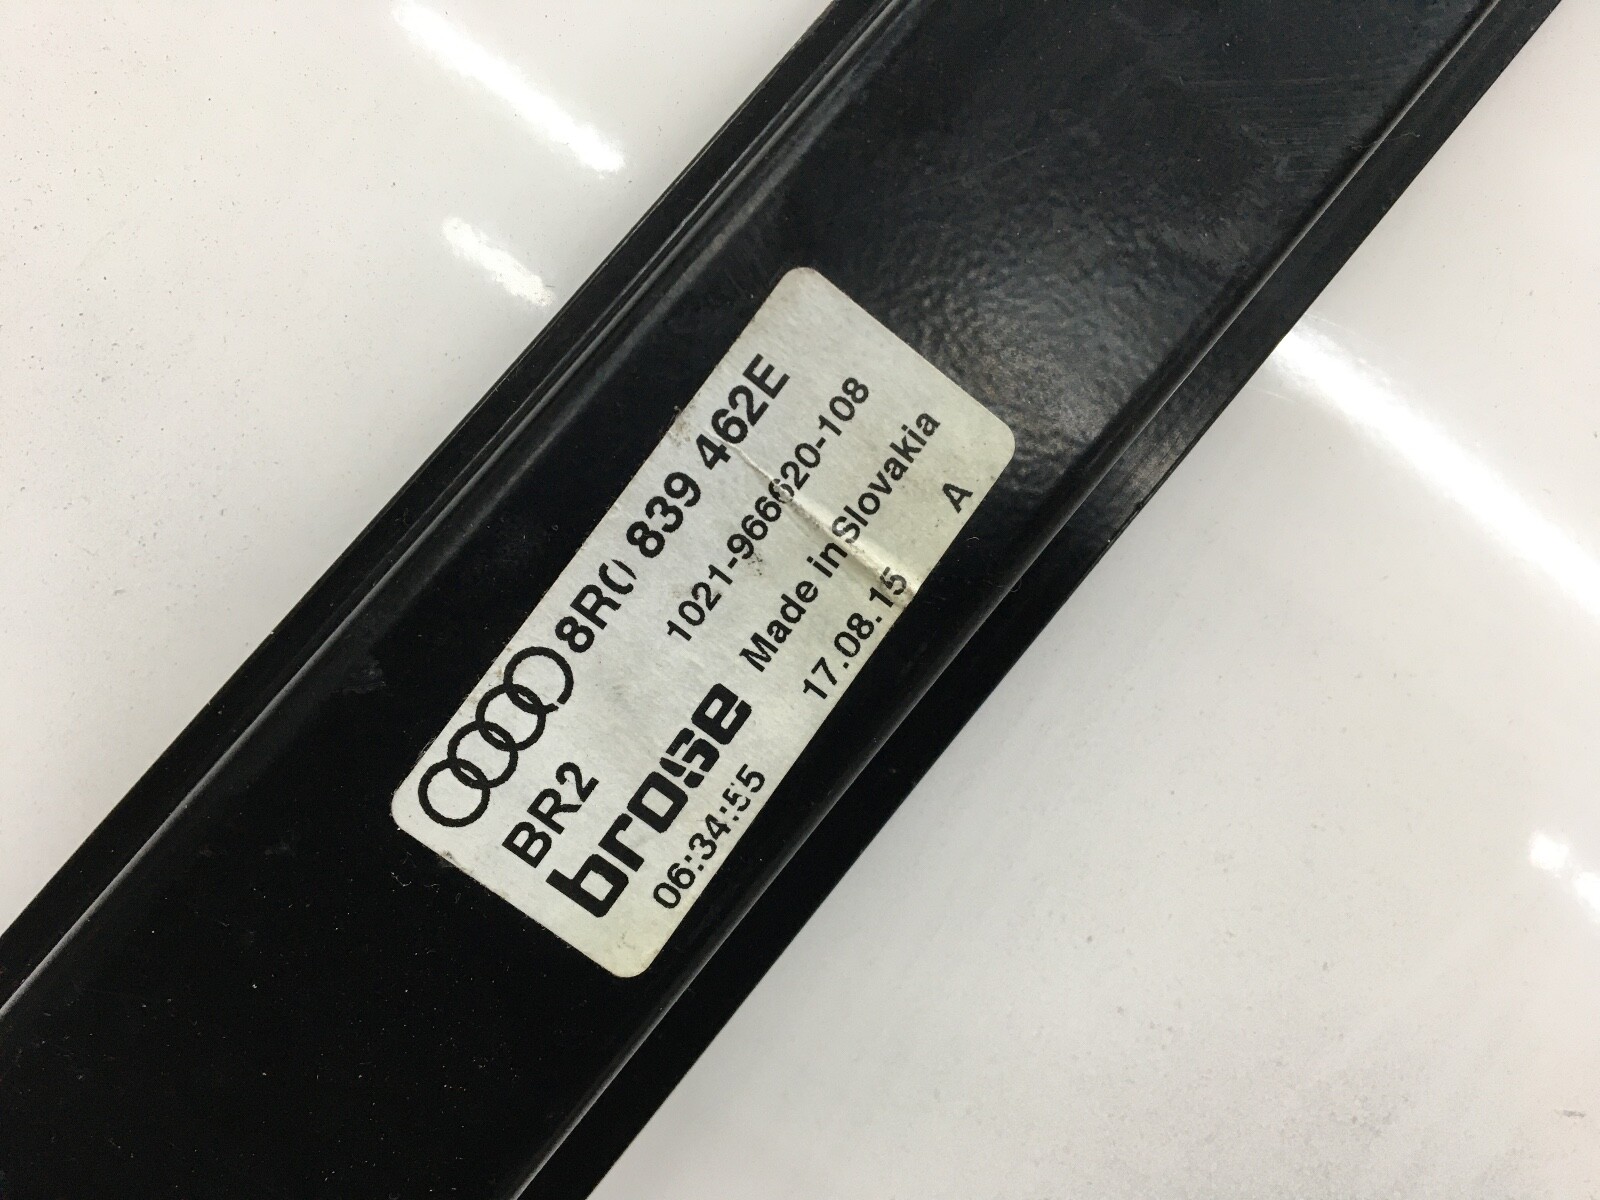 8R0 839 462E
BR2 1021-966620-108
brose Made in Slovakia
06:34:55 17.08.15 A